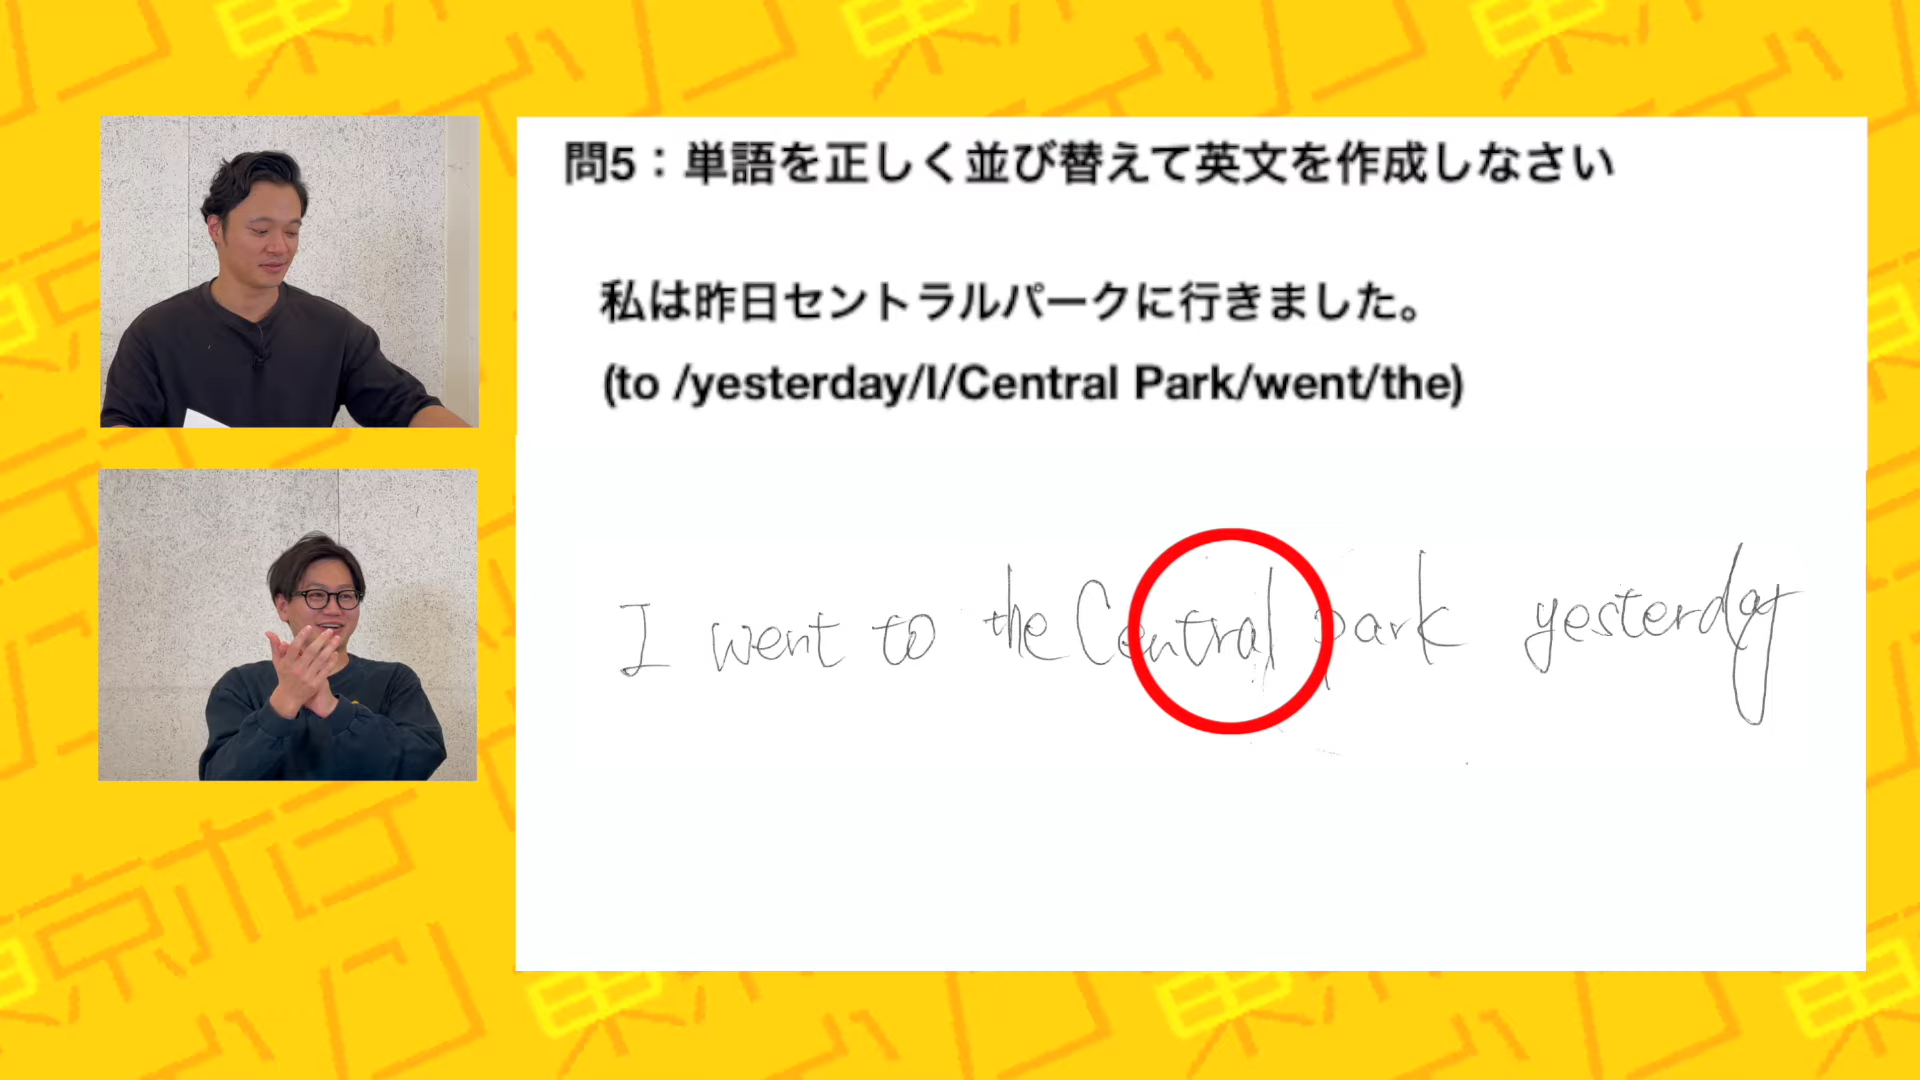 問5：単語を正しく並び替えて英文を作成しなさい
私は昨日セントラルパークに行きました。
(to /yesterday/I/Central Park/went/the)
I went to the Central park yesterday